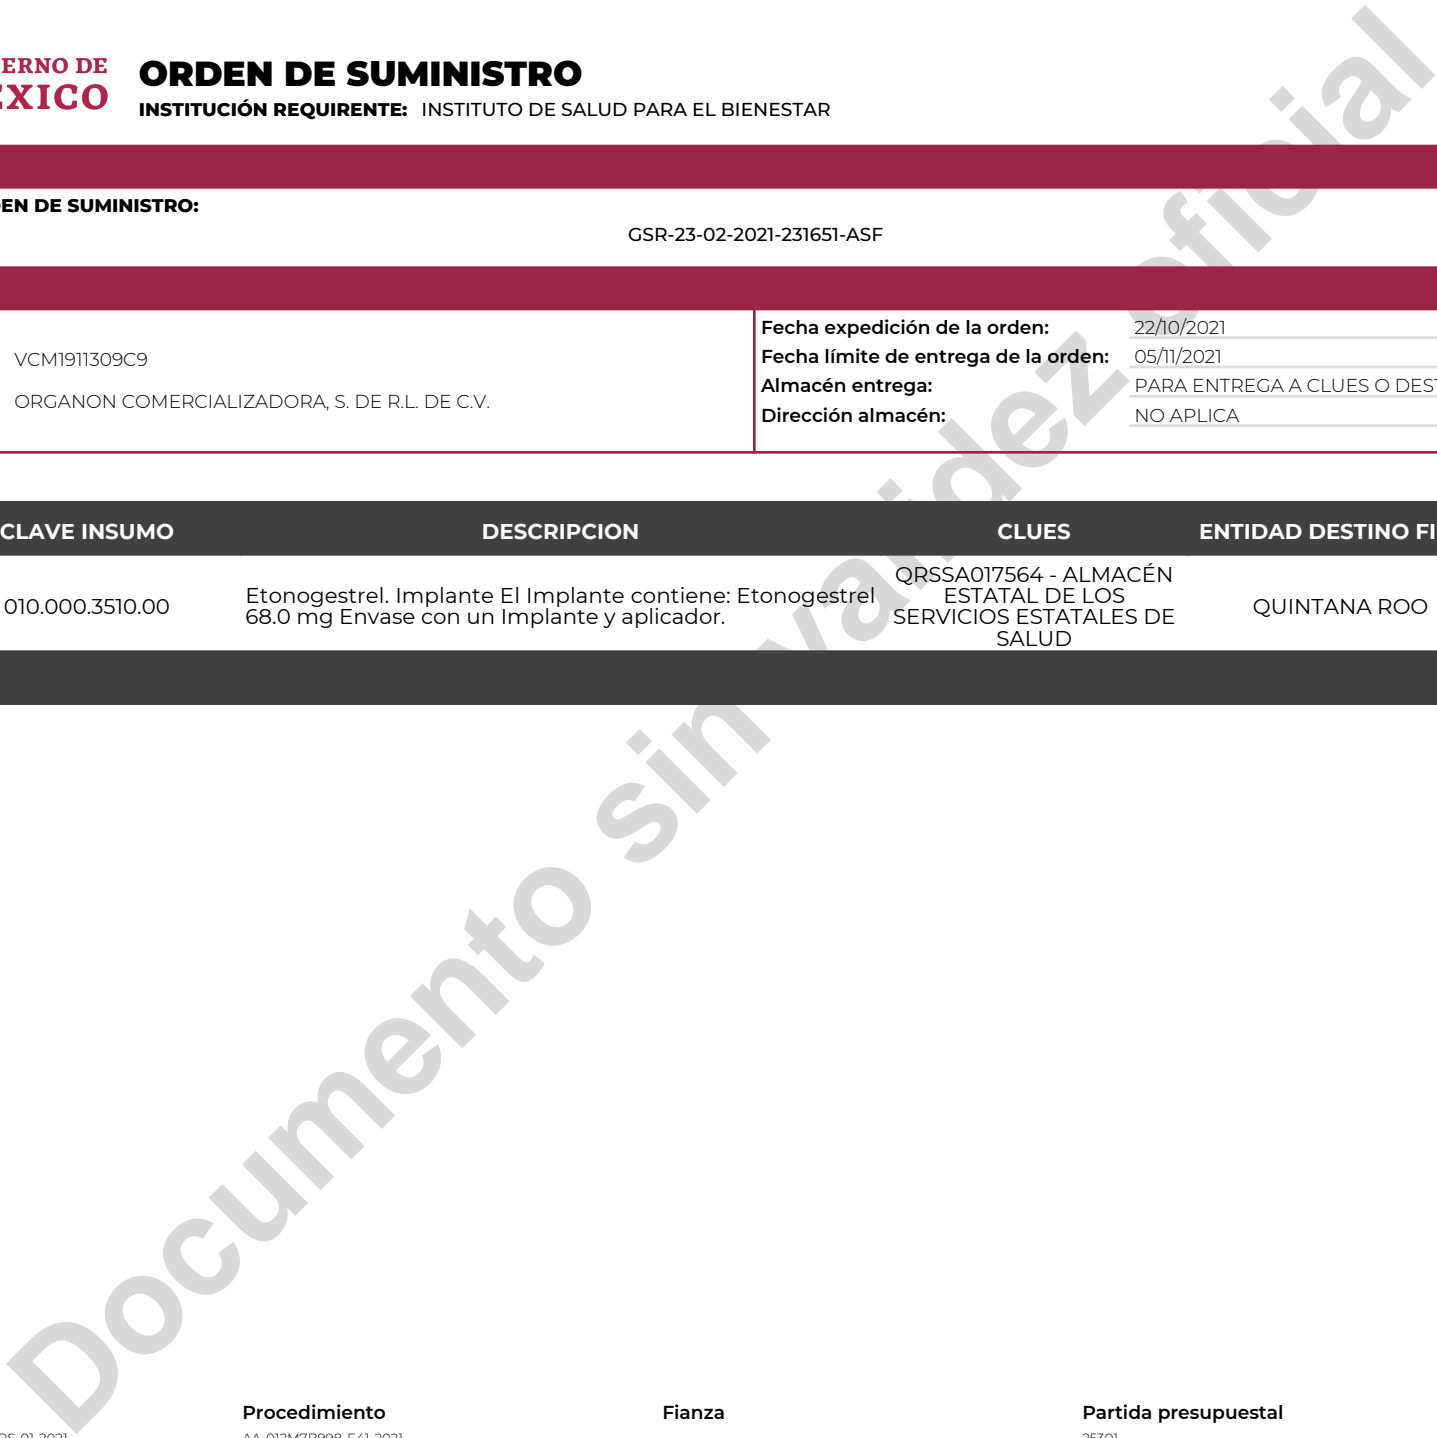 ERNO DE
EXICO
ORDEN DE SUMINISTRO
INSTITUCIÓN REQUIRENTE: INSTITUTO DE SALUD PARA EL BIENESTAR
EN DE SUMINISTRO:
GSR-23-02-2021-231651-ASF
VCM1911309C9
ORGANON COMERCIALIZADORA, S. DE R.L. DE C.V.
Fecha expedición de la orden: 22/10/2021
Fecha límite de entrega de la orden: 05/11/2021
Almacén entrega: PARA ENTREGA A CLUES O DEST
Dirección almacén: NO APLICA
CLAVE INSUMO DESCRIPCION CLUES ENTIDAD DESTINO FI
010.000.3510.00
Etonogestrel. Implante El Implante contiene: Etonogestrel
68.0 mg Envase con un Implante y aplicador.
QRSSA017564 - ALMACÉN
ESTATAL DE LOS
SERVICIOS ESTATALES DE
SALUD
QUINTANA ROO
Documento sin validez oficial
Procedimiento Fianza Partida presupuestal